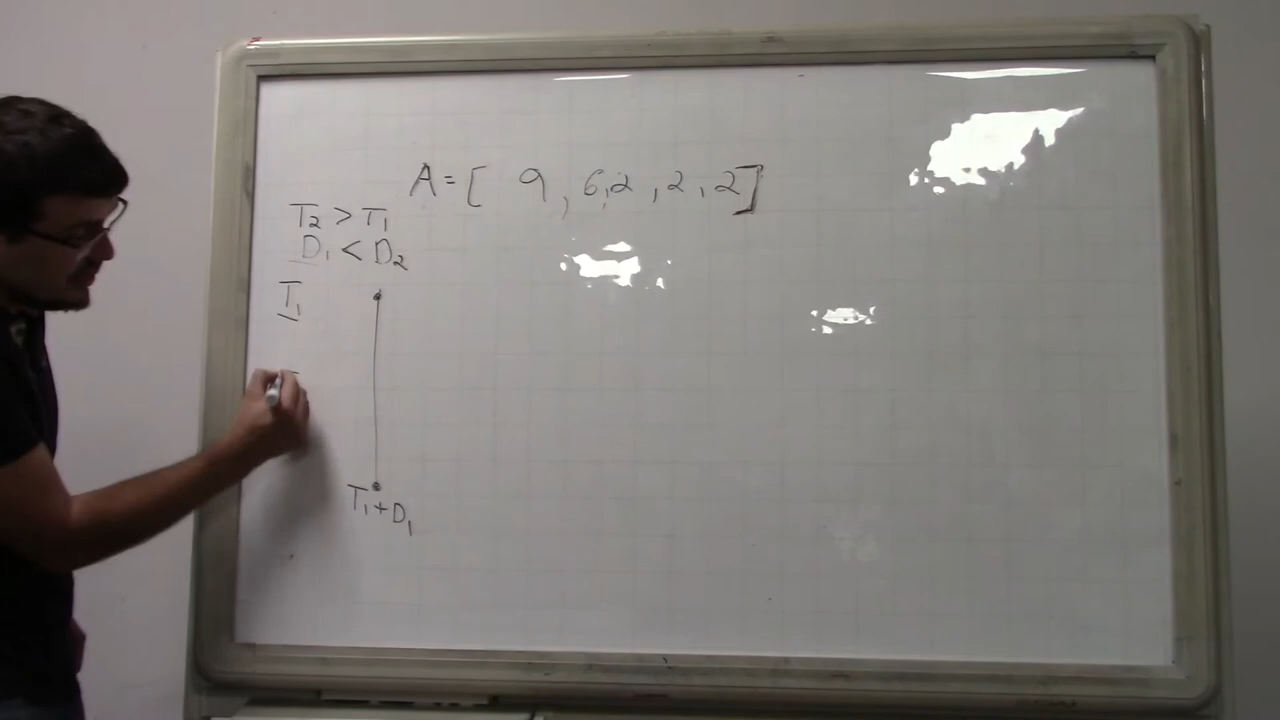 A = [ 9 , 6 , 2 , 2 , 2 ]
T₂ > T₁
D₁ < D₂
T₁
T₁ + D₁